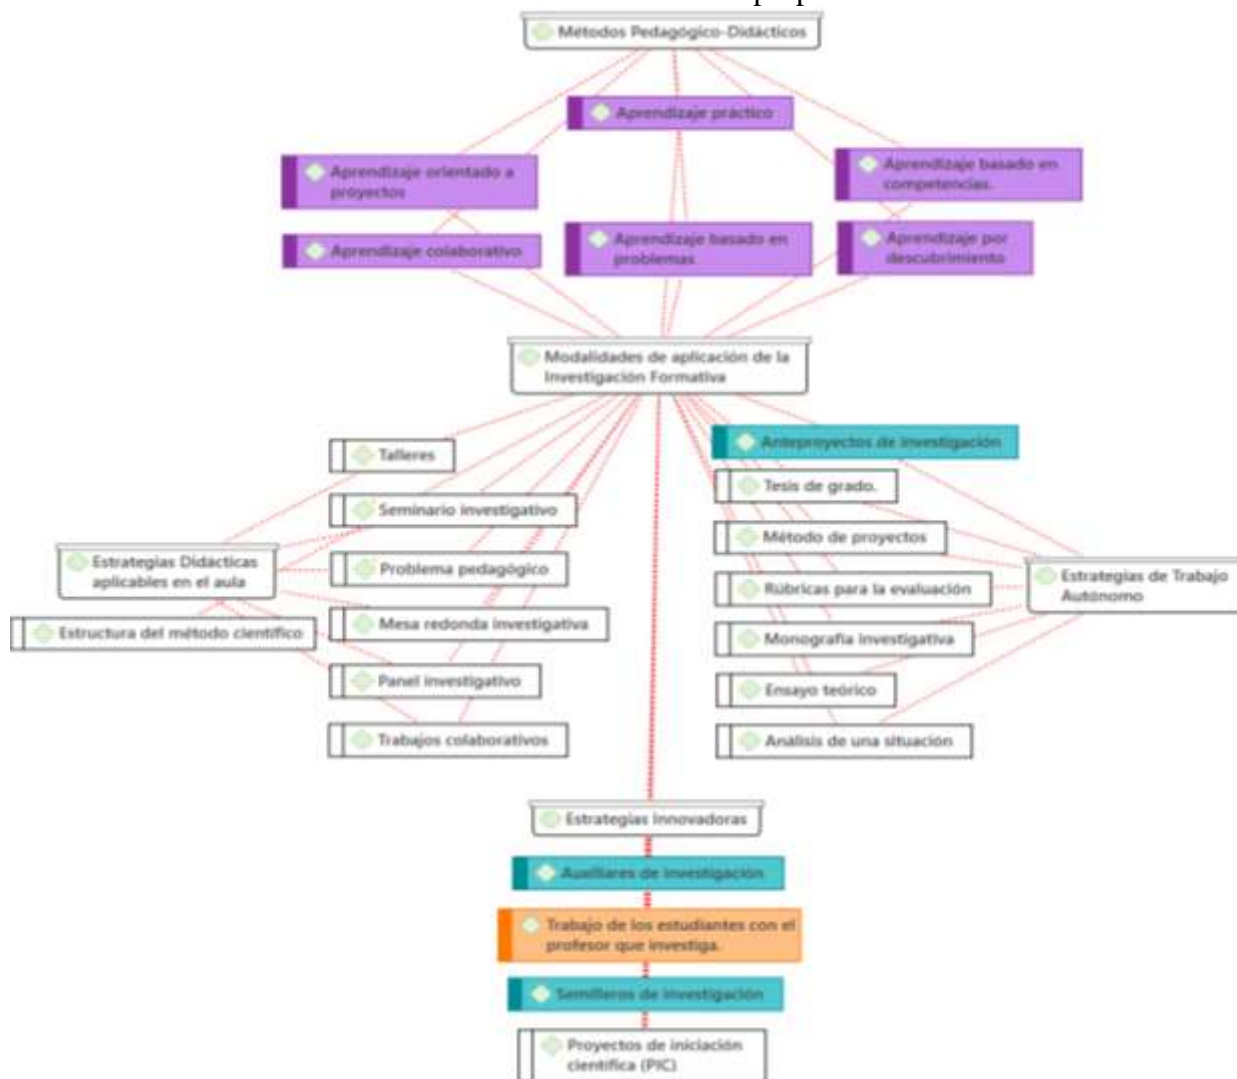 Métodos Pedagógico-Didácticos
Aprendizaje práctico
Aprendizaje orientado a
proyectos
Aprendizaje basado en
competencias.
Aprendizaje colaborativo
Aprendizaje basado en
problemas
Aprendizaje por
descubrimiento
Modalidades de aplicación de la
Investigación Formativa
Talleres
Seminario investigativo
Problema pedagógico
Estrategias Didácticas
aplicables en el aula
Mesa redonda investigativa
Estructura del método científico
Panel investigativo
Trabajos colaborativos
Anteproyectos de investigación
Tesis de grado.
Método de proyectos
Rúbricas para la evaluación
Estrategias de Trabajo
Autónomo
Monografía investigativa
Ensayo teórico
Análisis de una situación
Estrategias Innovadoras
Auxiliares de investigación
Trabajo de los estudiantes con el
profesor que investiga.
Semilleros de investigación
Proyectos de iniciación
científica (PIC)